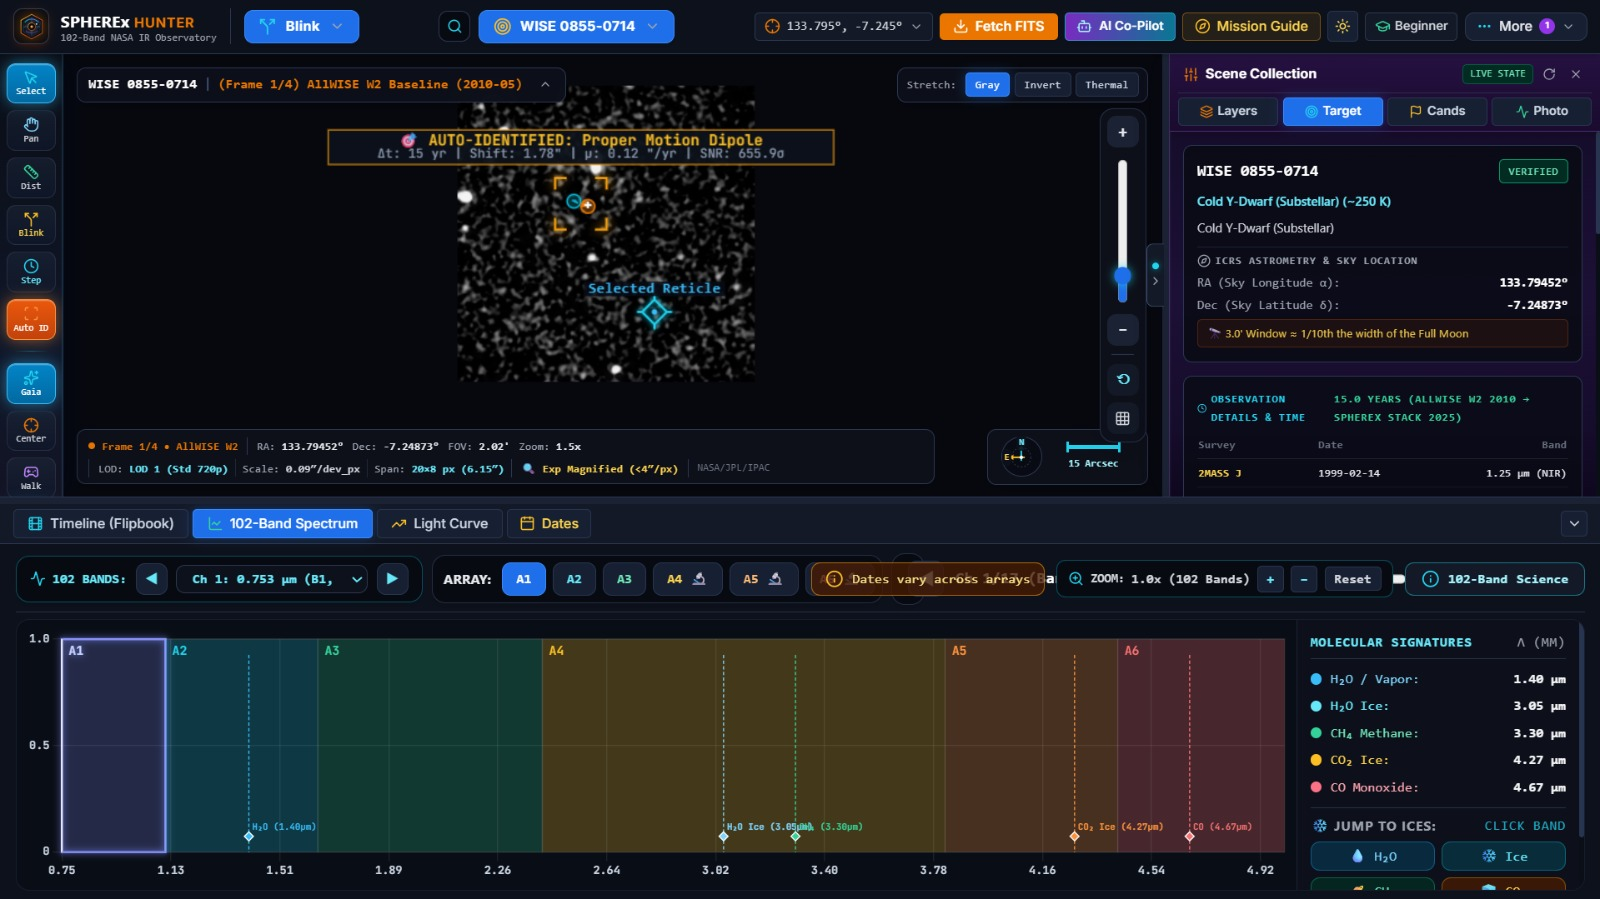 SPHEREx HUNTER
102-Band NASA IR Observatory
Blink
WISE 0855-0714
133.795°, -7.245°
Fetch FITS
AI Co-Pilot
Mission Guide
Beginner
More 1
Select
Pan
Dist
Blink
Step
Auto ID
Gaia
Center
Walk
WISE 0855-0714 | (Frame 1/4) AllWISE W2 Baseline (2010-05)
Stretch: Gray Invert Thermal
AUTO-IDENTIFIED: Proper Motion Dipole
Δt: 15 yr | Shift: 1.78" | μ: 0.12 "/yr | SNR: 655.9σ
Selected Reticle
Frame 1/4 • AllWISE W2 RA: 133.79452° Dec: -7.24873° FOV: 2.02' Zoom: 1.5x
LOD: LOD 1 (Std 720p) Scale: 0.09"/dev_px Span: 20×8 px (6.15") Exp Magnified (<4"/px) NASA/JPL/IPAC
N
E
15 Arcsec
Scene Collection
LIVE STATE
Layers
Target
Cands
Photo
WISE 0855-0714
VERIFIED
Cold Y-Dwarf (Substellar) (~250 K)
Cold Y-Dwarf (Substellar)
ICRS ASTROMETRY & SKY LOCATION
RA (Sky Longitude α): 133.79452°
Dec (Sky Latitude δ): -7.24873°
3.0' Window ≈ 1/10th the width of the Full Moon
OBSERVATION DETAILS & TIME
15.0 YEARS (ALLWISE W2 2010 → SPHEREX STACK 2025)
Survey Date Band
2MASS J 1999-02-14 1.25 μm (NIR)
Timeline (Flipbook)
102-Band Spectrum
Light Curve
Dates
102 BANDS:
Ch 1: 0.753 μm (B1,
ARRAY: A1 A2 A3 A4 A5
Dates vary across arrays
ZOOM: 1.0x (102 Bands) + − Reset
102-Band Science
1.0
0.5
0
A1 A2 A3 A4 A5 A6
H₂O (1.40μm)
H₂O Ice (3.05μm)
(3.30μm)
CO₂ Ice (4.27μm)
CO (4.67μm)
0.75 1.13 1.51 1.89 2.26 2.64 3.02 3.40 3.78 4.16 4.54 4.92
MOLECULAR SIGNATURES Λ (MM)
H₂O / Vapor: 1.40 μm
H₂O Ice: 3.05 μm
CH₄ Methane: 3.30 μm
CO₂ Ice: 4.27 μm
CO Monoxide: 4.67 μm
JUMP TO ICES: CLICK BAND
H₂O
Ice